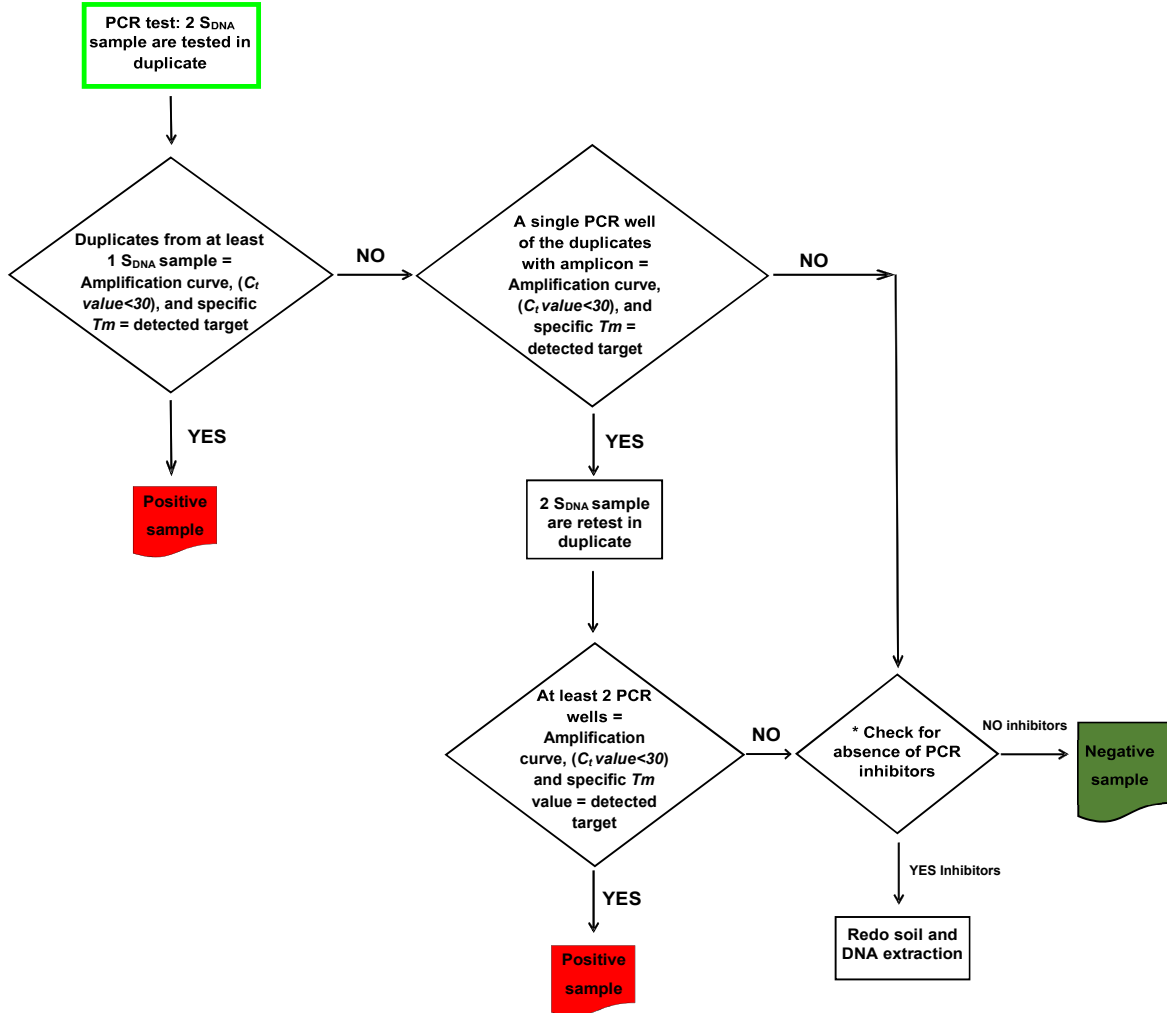 PCR test: 2 SDNA
sample are tested in
duplicate
Duplicates from at least
1 SDNA sample =
Amplification curve, (Ct
value<30), and specific
Tm = detected target
NO
A single PCR well
of the duplicates
with amplicon =
Amplification curve,
(Ct value<30), and
specific Tm =
detected target
NO
YES
Positive
sample
YES
2 SDNA sample
are retest in
duplicate
At least 2 PCR
wells =
Amplification
curve, (Ct value<30)
and specific Tm
value = detected
target
NO
* Check for
absence of PCR
inhibitors
NO inhibitors
Negative
sample
YES
Positive
sample
YES Inhibitors
Redo soil and
DNA extraction